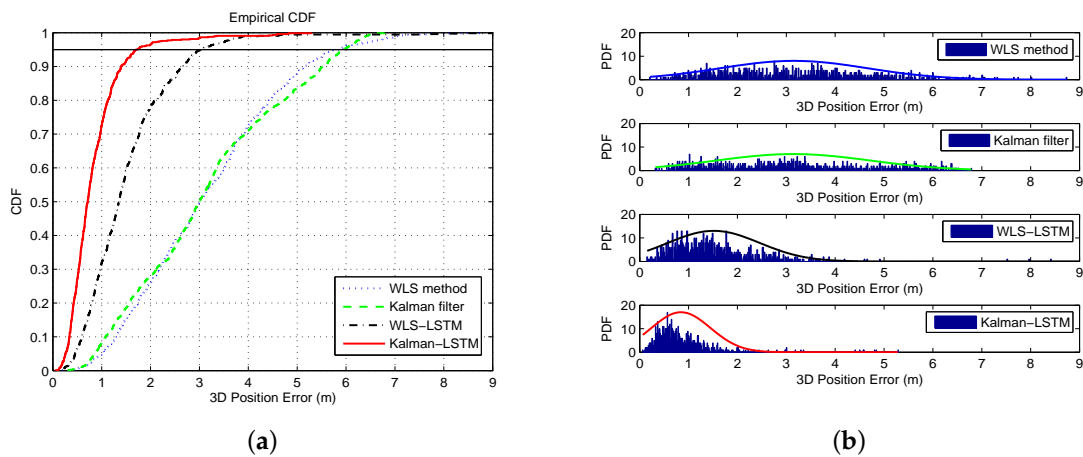 Empirical CDF
1
0.9
0.8
0.7
0.6
0.5
0.4
0.3
0.2
0.1
0
CDF
WLS method
Kalman filter
WLS−LSTM
Kalman−LSTM
0 1 2 3 4 5 6 7 8 9
3D Position Error (m)
(a)
20
10
0
PDF
WLS method
0 1 2 3 4 5 6 7 8 9
3D Position Error (m)
20
10
0
PDF
Kalman filter
0 1 2 3 4 5 6 7 8 9
3D Position Error (m)
20
10
0
PDF
WLS−LSTM
0 1 2 3 4 5 6 7 8 9
3D Position Error (m)
20
10
0
PDF
Kalman−LSTM
0 1 2 3 4 5 6 7 8 9
3D Position Error (m)
(b)